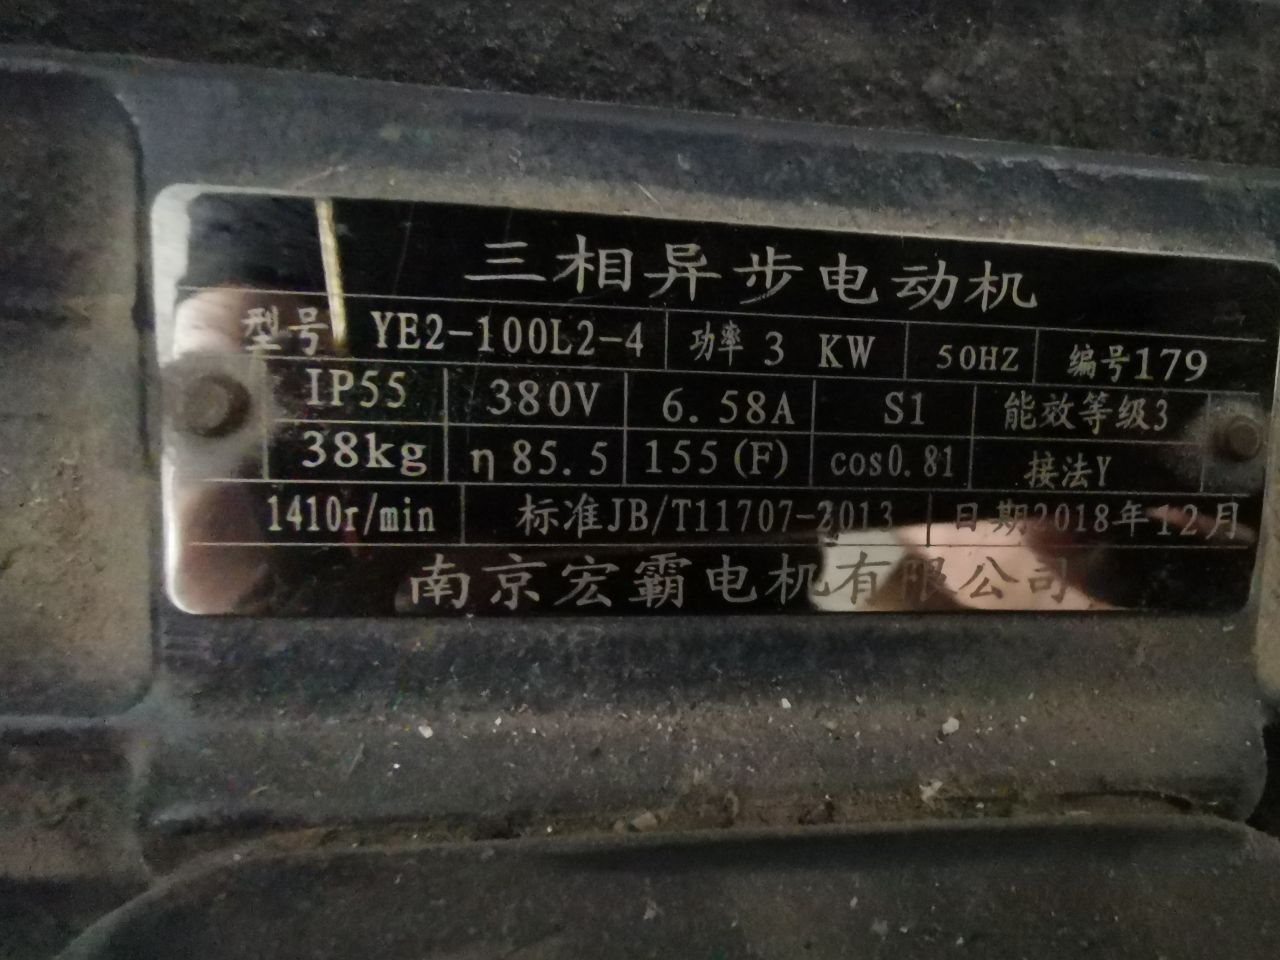 三相异步电动机
型号 YE2-100L2-4 功率 3 KW 50HZ 编号179
IP55 380V 6.58A S1 能效等级3
38kg η85.5 155(F) cos0.81 接法Y
1410r/min 标准JB/T11707-2013 日期2018年12月
南京宏霸电机有限公司